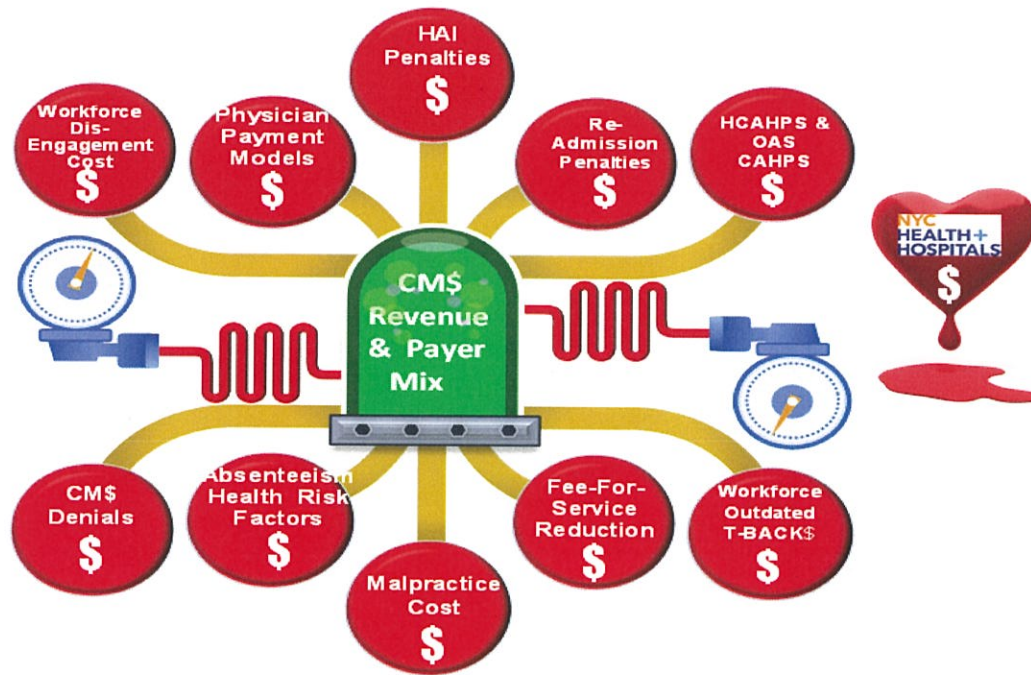 HAI
Penalties
$
Workforce
Dis-
Engagement
Cost
$
Physician
Payment
Models
$
Re-
Admission
Penalties
$
HCAHPS &
OAS
CAHPS
$
NYC
HEALTH+
HOSPITALS
$
CM$
Revenue
& Payer
Mix
CM$
Denials
$
Absenteeism
Health Risk
Factors
$
Malpractice
Cost
$
Fee-For-
Service
Reduction
$
Workforce
Outdated
T-BACK$
$